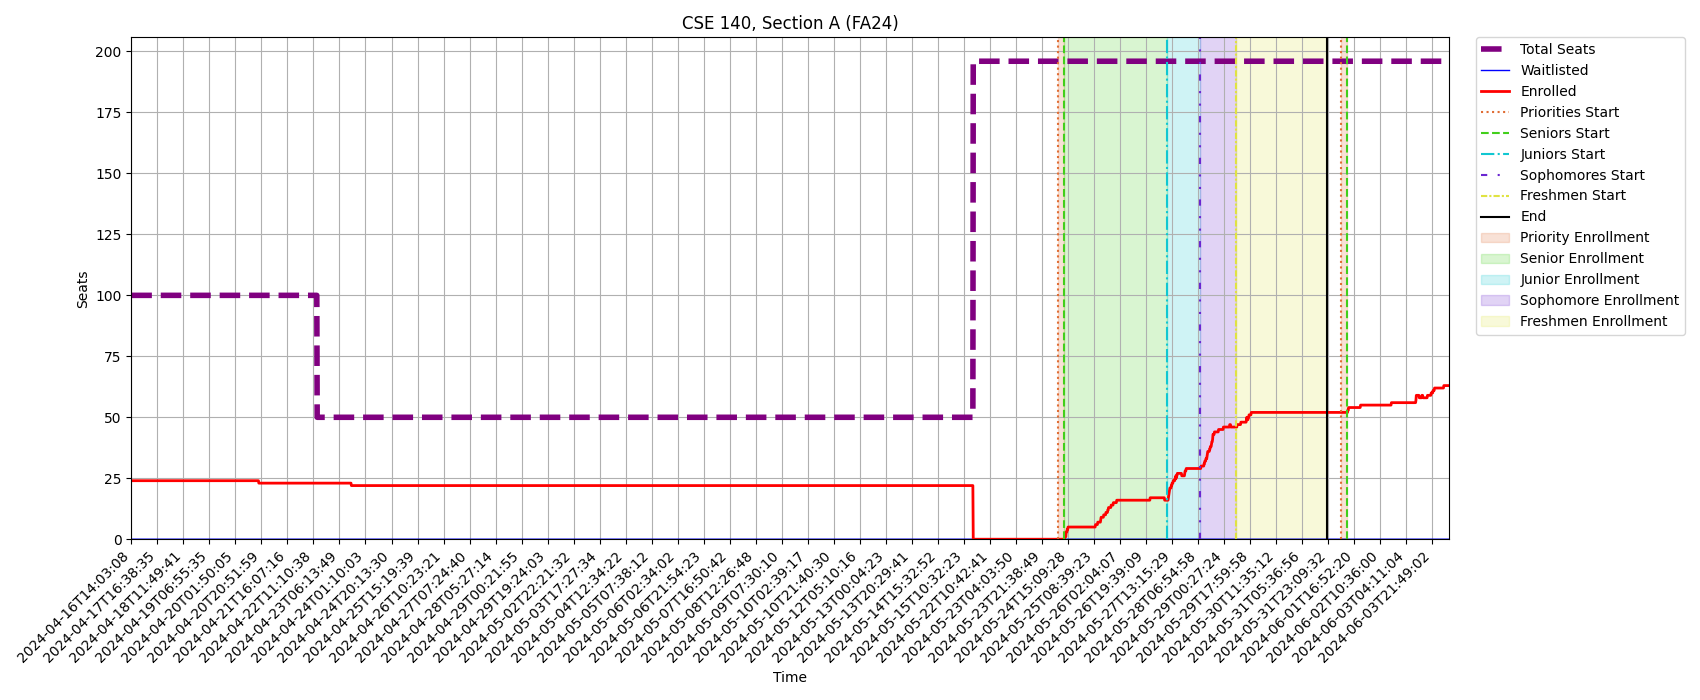 CSE 140, Section A (FA24)
Seats
200
175
150
125
100
75
50
25
0
2024-04-16T14:03:08
2024-04-17T16:38:35
2024-04-18T11:49:41
2024-04-19T06:55:35
2024-04-20T01:50:05
2024-04-20T20:51:59
2024-04-21T16:07:16
2024-04-22T11:10:38
2024-04-23T06:13:49
2024-04-24T01:10:03
2024-04-24T20:13:30
2024-04-25T15:19:39
2024-04-26T10:23:21
2024-04-27T07:24:40
2024-04-28T05:27:14
2024-04-29T00:21:55
2024-04-29T19:24:03
2024-05-02T22:21:32
2024-05-03T17:27:34
2024-05-04T12:34:22
2024-05-05T07:38:12
2024-05-06T02:34:02
2024-05-06T21:54:23
2024-05-07T16:50:42
2024-05-08T12:26:48
2024-05-09T07:30:10
2024-05-10T02:39:17
2024-05-10T21:40:30
2024-05-12T05:10:16
2024-05-13T00:04:23
2024-05-13T20:29:41
2024-05-14T15:32:52
2024-05-15T10:32:23
2024-05-22T10:42:41
2024-05-23T04:03:50
2024-05-23T21:38:49
2024-05-24T15:09:28
2024-05-25T08:39:23
2024-05-26T02:04:07
2024-05-26T19:39:09
2024-05-27T13:15:29
2024-05-28T06:54:58
2024-05-29T00:27:24
2024-05-29T17:59:58
2024-05-30T11:35:12
2024-05-31T05:36:56
2024-05-31T23:09:32
2024-06-01T16:52:20
2024-06-02T10:36:00
2024-06-03T04:11:04
2024-06-03T21:49:02
Time
Total Seats
Waitlisted
Enrolled
Priorities Start
Seniors Start
Juniors Start
Sophomores Start
Freshmen Start
End
Priority Enrollment
Senior Enrollment
Junior Enrollment
Sophomore Enrollment
Freshmen Enrollment